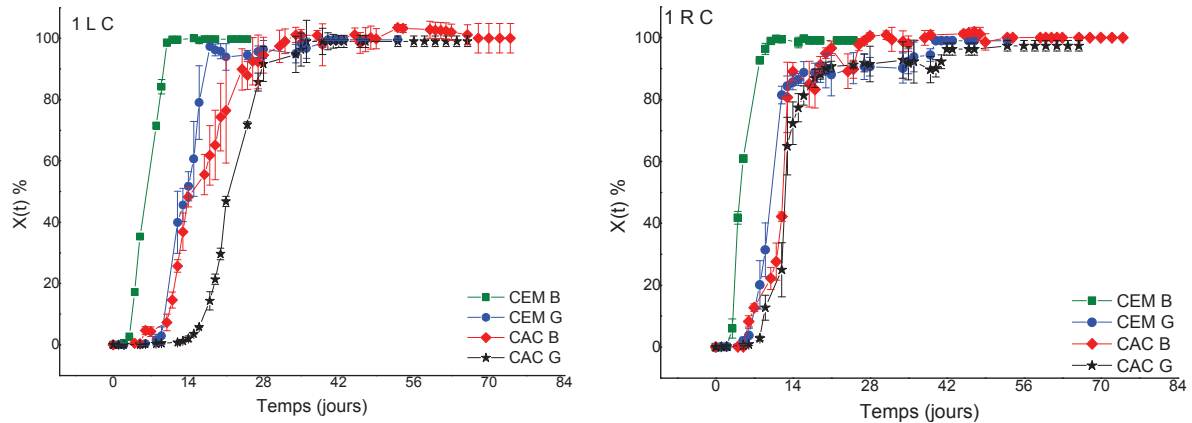 1 L C
X(t) %
100
80
60
40
20
0
0 14 28 42 56 70 84
Temps (jours)
CEM B
CEM G
CAC B
CAC G
1 R C
X(t) %
100
80
60
40
20
0
0 14 28 42 56 70 84
Temps (jours)
CEM B
CEM G
CAC B
CAC G